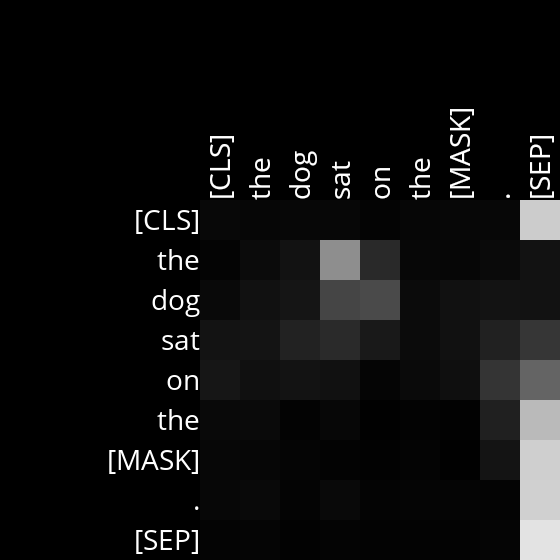 [CLS] the dog sat on the [MASK] . [SEP]
[CLS]
the
dog
sat
on
the
[MASK]
.
[SEP]